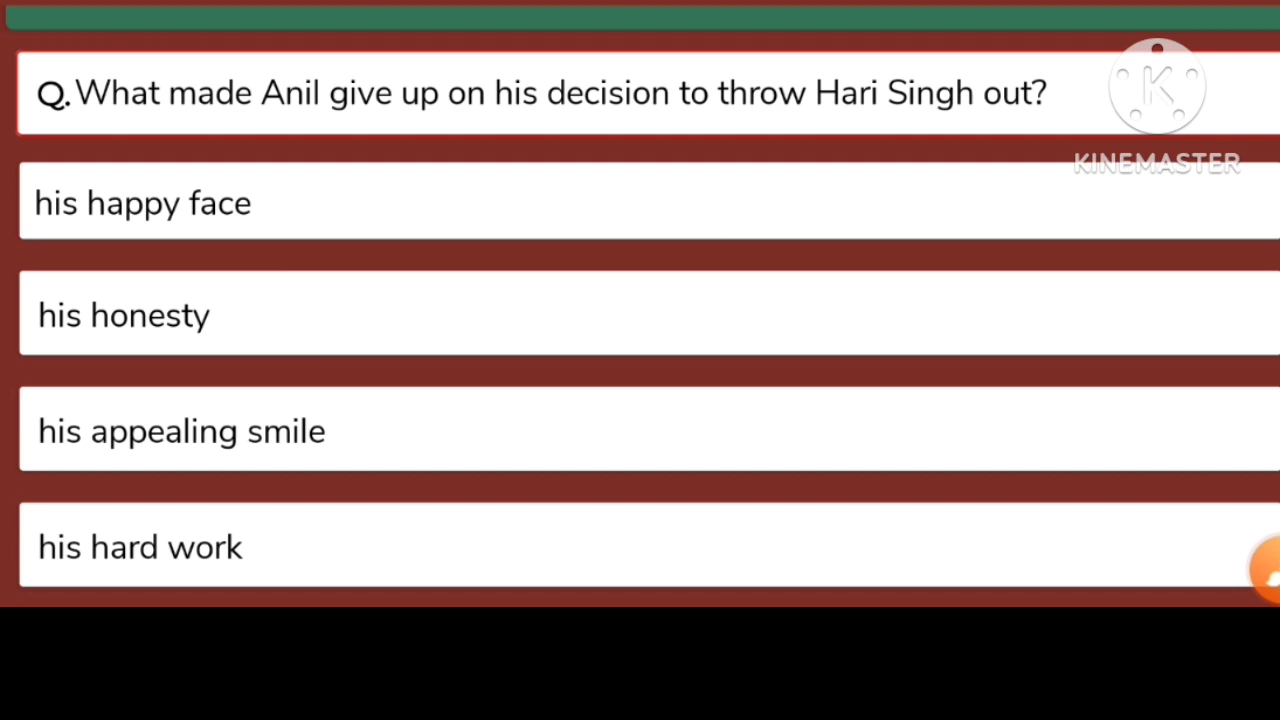 Q.What made Anil give up on his decision to throw Hari Singh out?
K
KINEMASTER
his happy face
his honesty
his appealing smile
his hard work